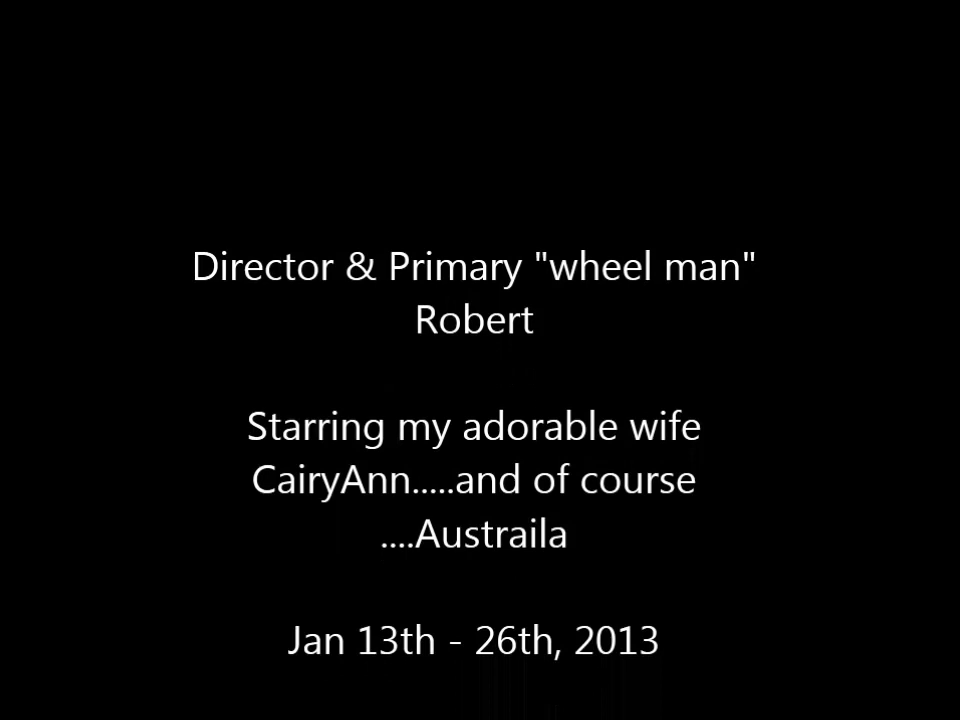 Director & Primary "wheel man"
Robert
Starring my adorable wife
CairyAnn.....and of course
....Austraila
Jan 13th - 26th, 2013